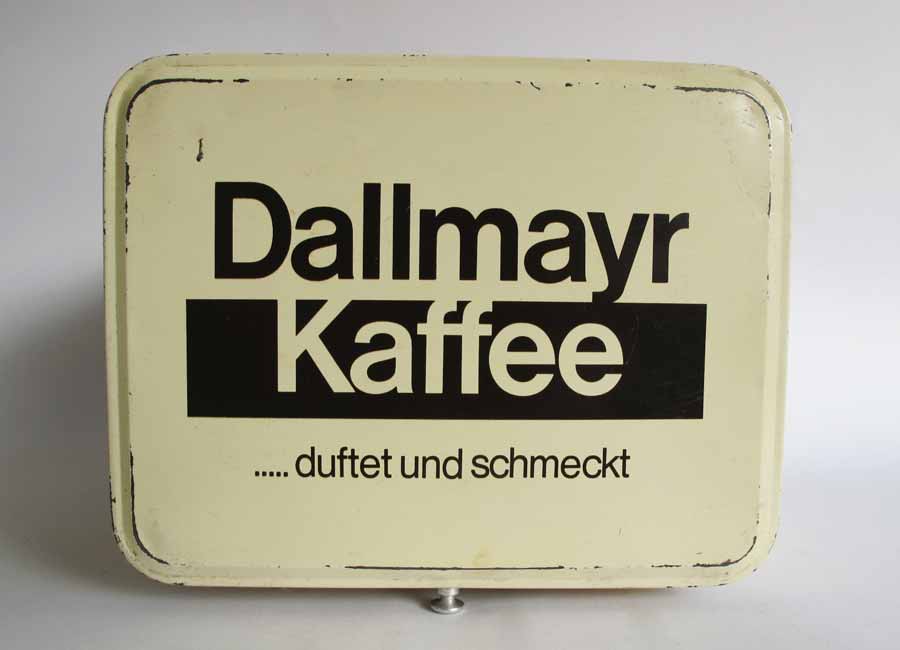 Dallmayr
Kaffee
..... duftet und schmeckt